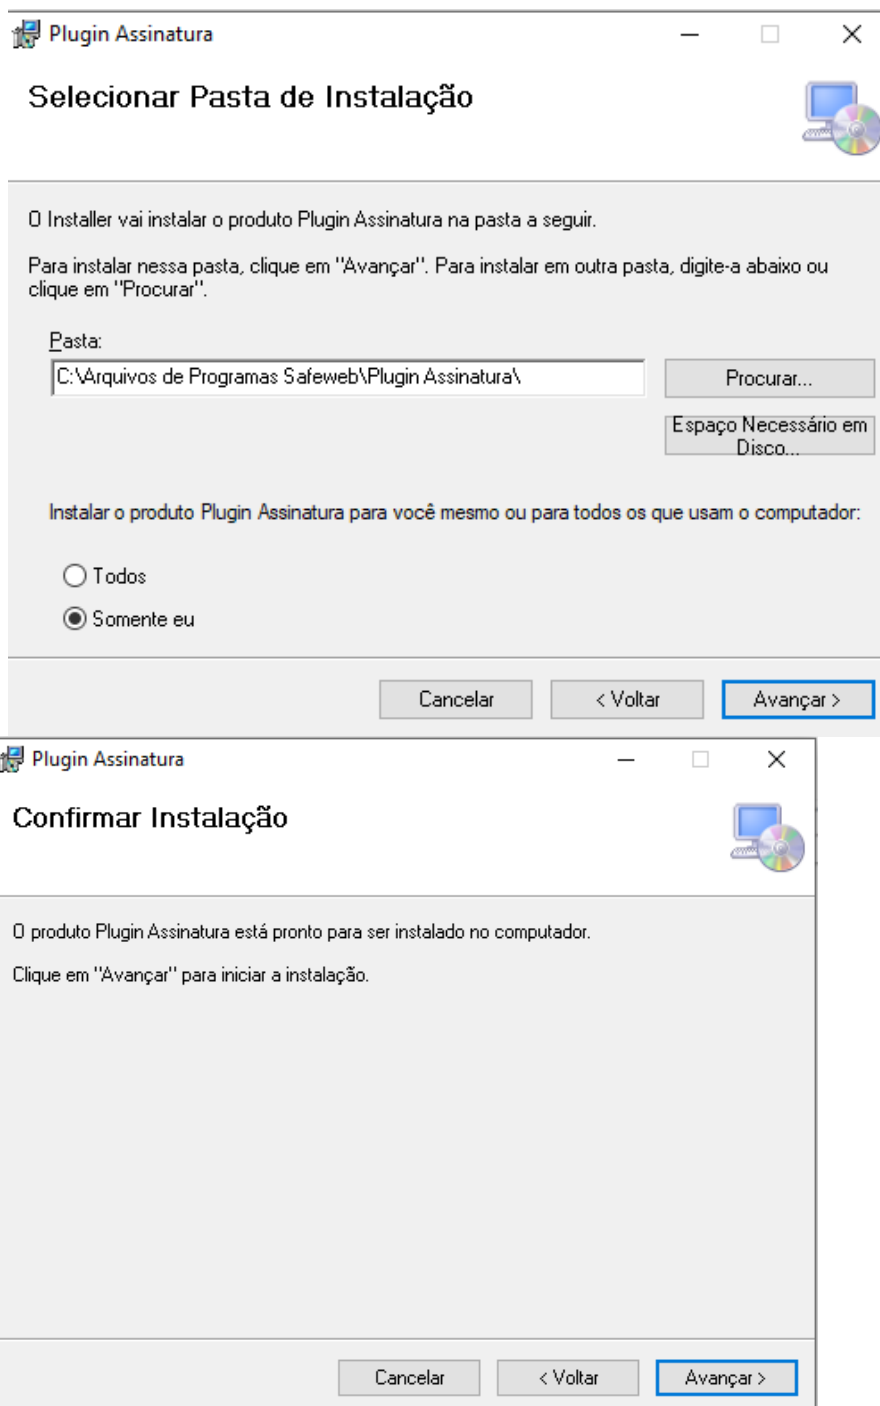 Plugin Assinatura
Selecionar Pasta de Instalação
O Installer vai instalar o produto Plugin Assinatura na pasta a seguir.
Para instalar nessa pasta, clique em "Avançar". Para instalar em outra pasta, digite-a abaixo ou
clique em "Procurar".
Pasta:
C:\Arquivos de Programas Safeweb\Plugin Assinatura\
Procurar...
Espaço Necessário em
Disco...
Instalar o produto Plugin Assinatura para você mesmo ou para todos os que usam o computador:
Todos
Somente eu
Cancelar
< Voltar
Avançar >
Plugin Assinatura
Confirmar Instalação
O produto Plugin Assinatura está pronto para ser instalado no computador.
Clique em "Avançar" para iniciar a instalação.
Cancelar
< Voltar
Avançar >